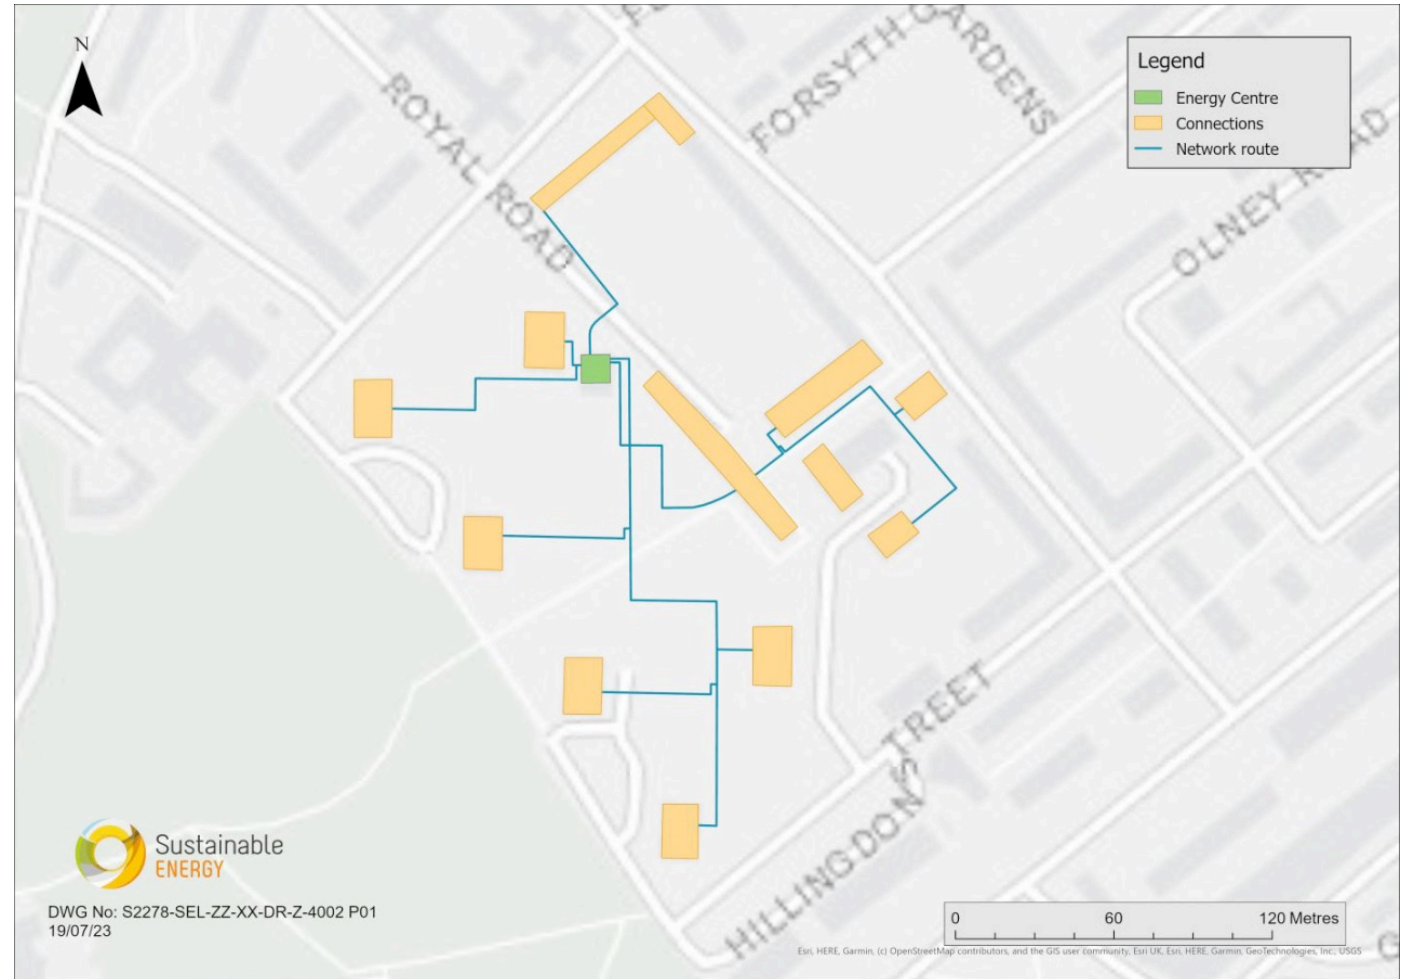 N
ROYAL ROAD
FORSYTH GARDENS
OLNEY ROAD
HILLINGDON STREET
Legend
Energy Centre
Connections
Network route
Sustainable
ENERGY
DWG No: S2278-SEL-ZZ-XX-DR-Z-4002 P01
19/07/23
0 60 120 Metres
Esri, HERE, Garmin, (c) OpenStreetMap contributors, and the GIS user community, Esri UK, Esri, HERE, Garmin, GeoTechnologies, Inc., USGS